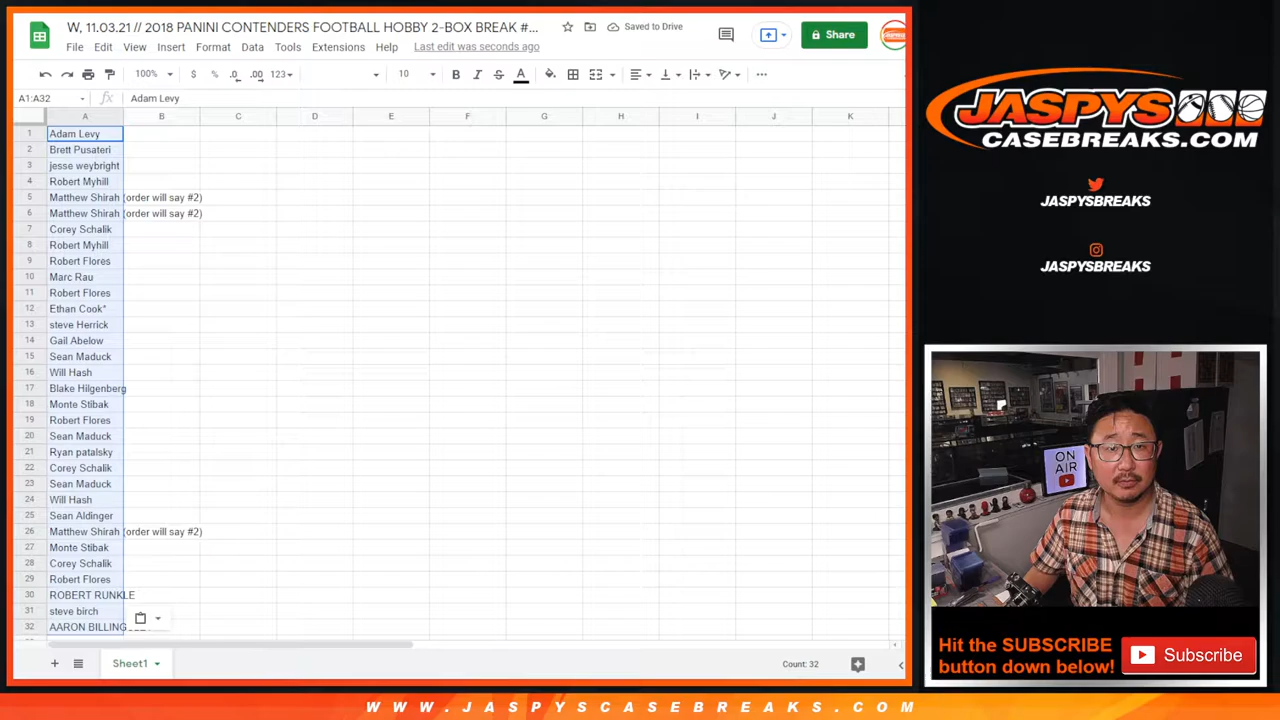 W, 11.03.21 // 2018 PANINI CONTENDERS FOOTBALL HOBBY 2-BOX BREAK #...
Saved to Drive
Share
File Edit View Insert Format Data Tools Extensions Help Last edit was seconds ago
100% $ % .0 .00 123 10 B I S A
A1:A32 fx Adam Levy
A B C D E F G H I J K
1 Adam Levy
2 Brett Pusateri
3 jesse weybright
4 Robert Myhill
5 Matthew Shirah (order will say #2)
6 Matthew Shirah (order will say #2)
7 Corey Schalik
8 Robert Myhill
9 Robert Flores
10 Marc Rau
11 Robert Flores
12 Ethan Cook*
13 steve Herrick
14 Gail Abelow
15 Sean Maduck
16 Will Hash
17 Blake Hilgenberg
18 Monte Stibak
19 Robert Flores
20 Sean Maduck
21 Ryan patalsky
22 Corey Schalik
23 Sean Maduck
24 Will Hash
25 Sean Aldinger
26 Matthew Shirah (order will say #2)
27 Monte Stibak
28 Corey Schalik
29 Robert Flores
30 ROBERT RUNKLE
31 steve birch
32 AARON BILLING
Sheet1
Count: 32
JASPYS
CASEBREAKS.COM
JASPYSBREAKS
JASPYSBREAKS
ON
AIR
Hit the SUBSCRIBE
button down below!
Subscribe
WWW.JASPYSCASEBREAKS.COM